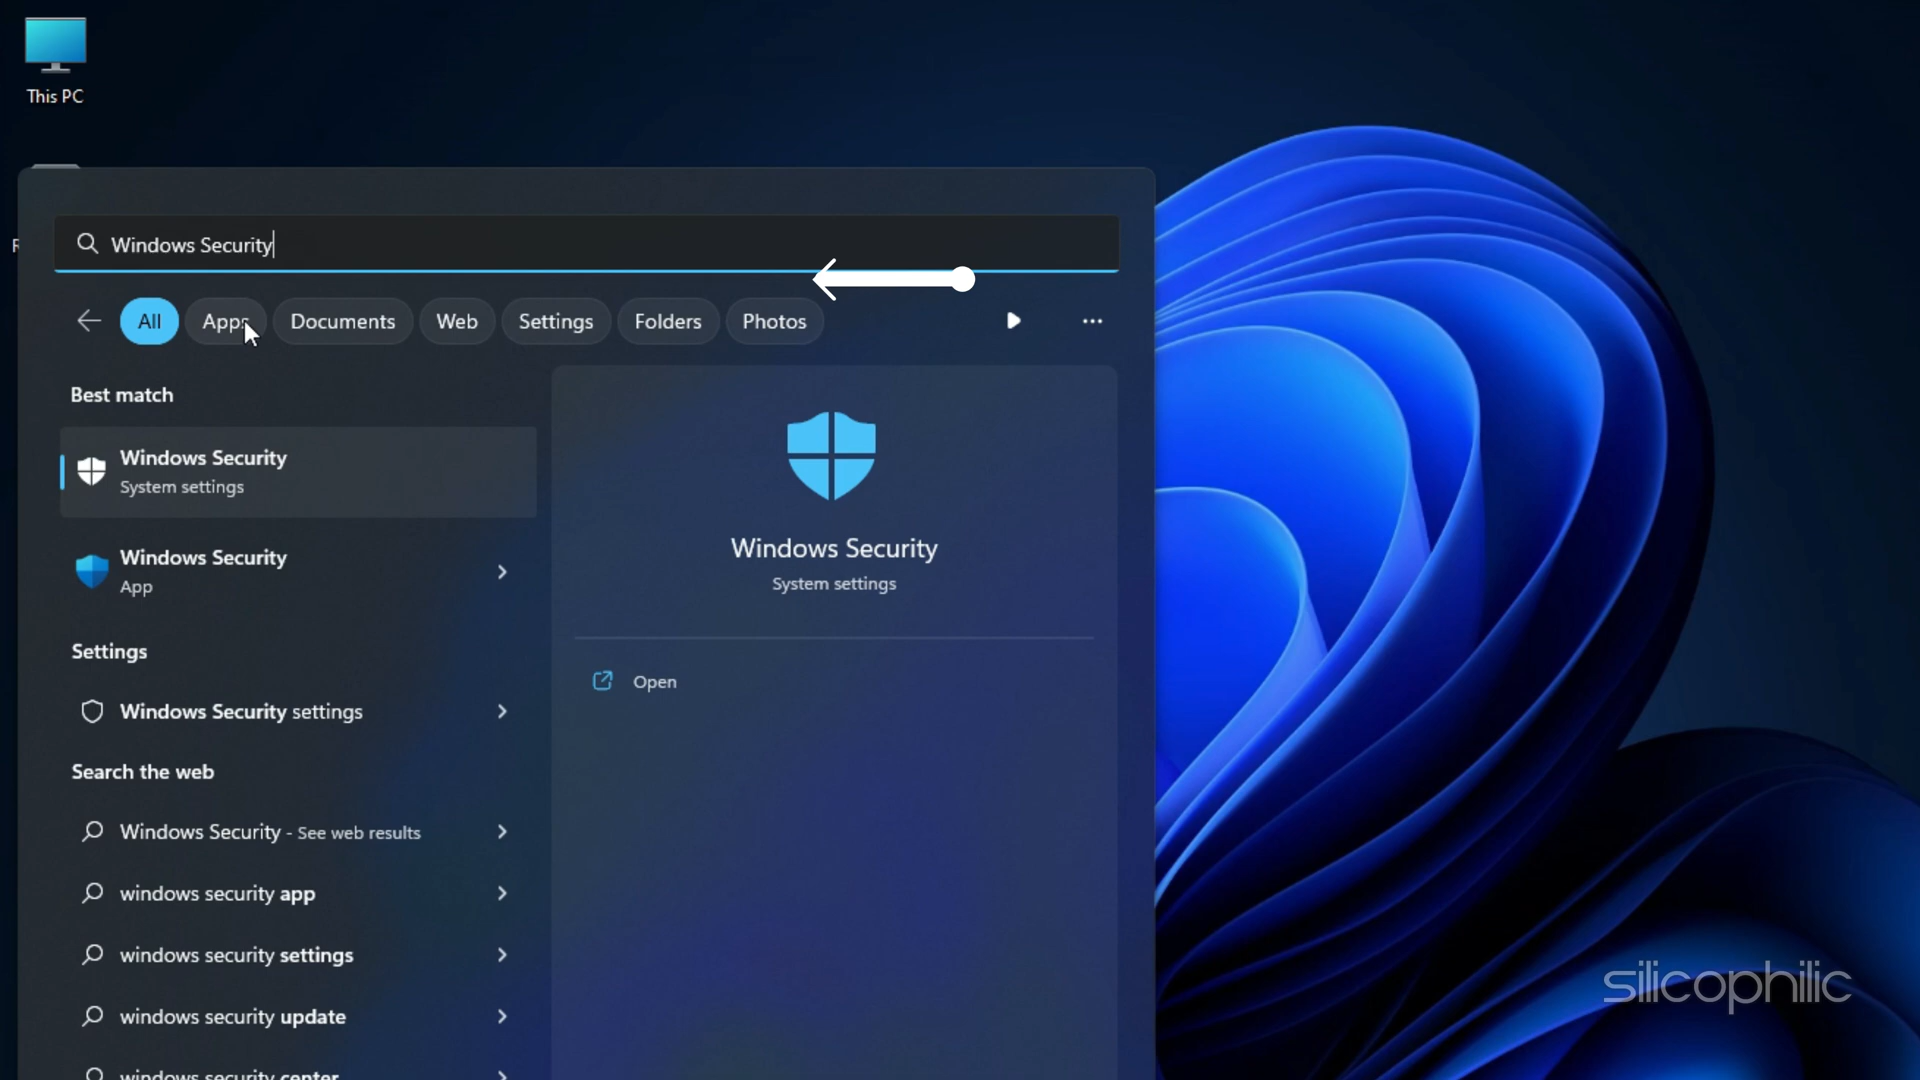 This PC
Windows Security
All Apps Documents Web Settings Folders Photos
Best match
Windows Security
System settings
Windows Security
App
Settings
Windows Security settings
Search the web
Windows Security - See web results
windows security app
windows security settings
windows security update
windows security center
Windows Security
System settings
Open
silicophilic